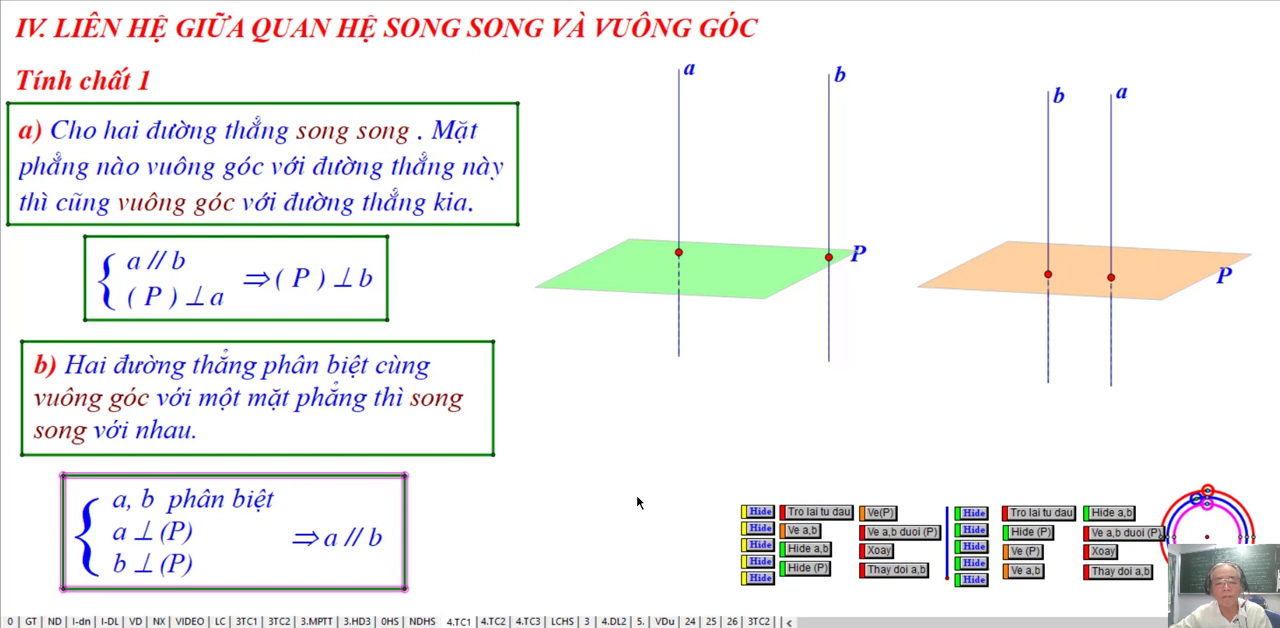 IV. LIÊN HỆ GIỮA QUAN HỆ SONG SONG VÀ VUÔNG GÓC
Tính chất 1
a) Cho hai đường thẳng song song . Mặt
phẳng nào vuông góc với đường thẳng này
thì cũng vuông góc với đường thẳng kia.
a // b
( P ) ⊥ a
⇒ ( P ) ⊥ b
b) Hai đường thẳng phân biệt cùng
vuông góc với một mặt phẳng thì song
song với nhau.
a, b phân biệt
a ⊥ (P)
b ⊥ (P)
⇒ a // b
a
b
P
b
a
P
Hide
Hide
Hide
Hide
Hide
Tro lai tu dau
Ve a,b
Hide a,b
Hide (P)
Ve(P)
Ve a,b duoi (P)
Xoay
Thay doi a,b
Hide
Hide
Hide
Hide
Hide
Tro lai tu dau
Hide (P)
Ve (P)
Ve a,b
Hide a,b
Ve a,b duoi (P)
Xoay
Thay doi a,b
0 | GT | ND | I-dn | I-DL | VD | NX | VIDEO | LC | 3TC1 | 3TC2 | 3.MPTT | 3.HD3 | 0HS | NDHS | 4.TC1 | 4.TC2 | 4.TC3 | LCHS | 3 | 4.DL2 | 5. | VDu | 24 | 25 | 26 | 3TC2 |